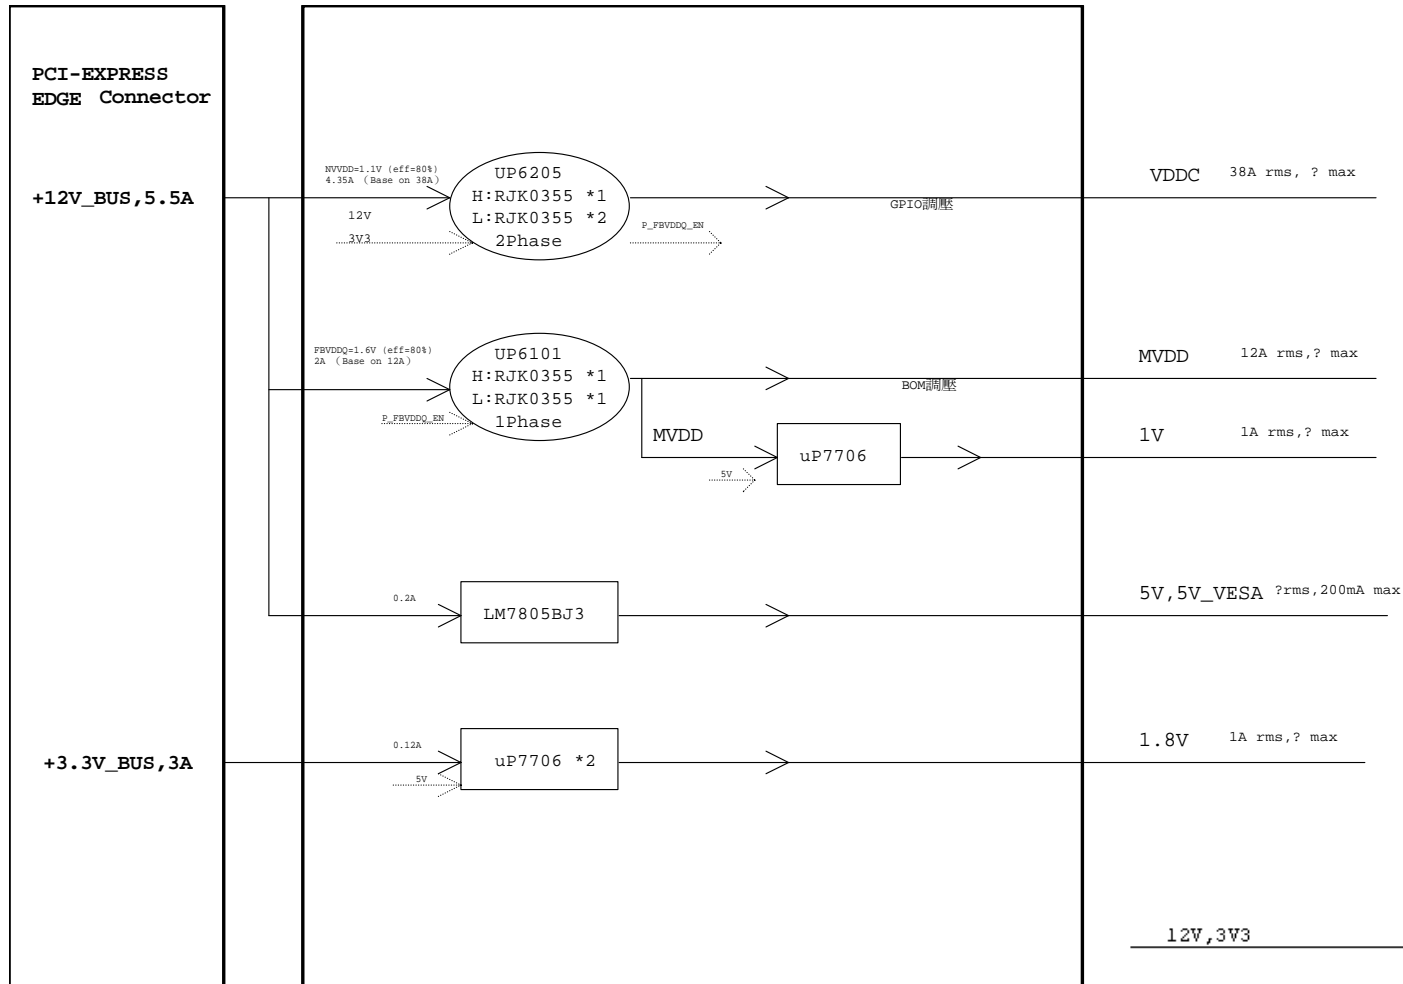 PCI-EXPRESS
EDGE Connector
+12V_BUS,5.5A
NVVDD=1.1V (eff=80%)
4.35A (Base on 38A)
12V
3V3
UP6205
H:RJK0355 *1
L:RJK0355 *2
2Phase
P_FBVDDQ_EN
GPIO調壓
VDDC 38A rms, ? max
FBVDDQ=1.6V (eff=80%)
2A (Base on 12A)
P_FBVDDQ_EN
UP6101
H:RJK0355 *1
L:RJK0355 *1
1Phase
BOM調壓
MVDD 12A rms,? max
MVDD
5V
uP7706
1V 1A rms,? max
0.2A
LM7805BJ3
5V,5V_VESA ?rms,200mA max
+3.3V_BUS,3A
0.12A
5V
uP7706 *2
1.8V 1A rms,? max
12V,3V3